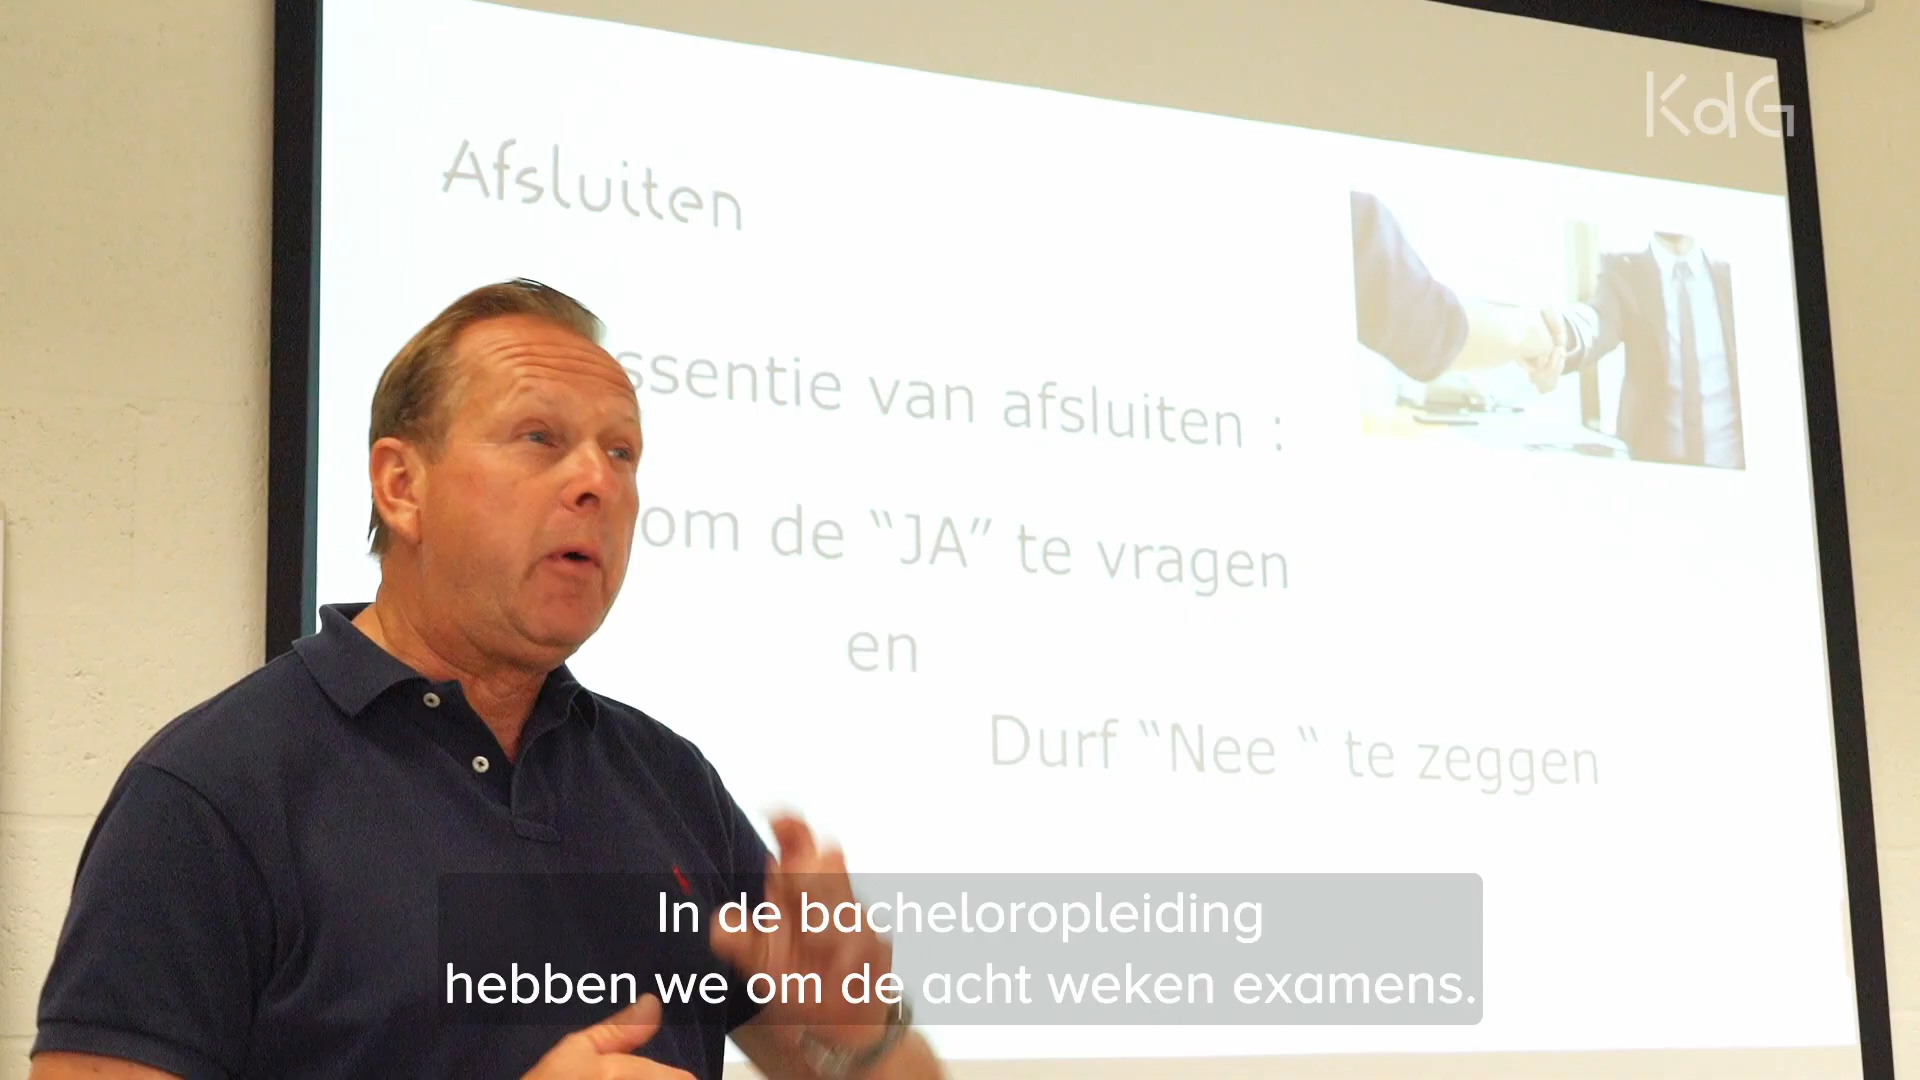 KdG
Afsluiten
ssentie van afsluiten :
om de “JA” te vragen
en
Durf “Nee “ te zeggen
In de bacheloropleiding
hebben we om de acht weken examens.